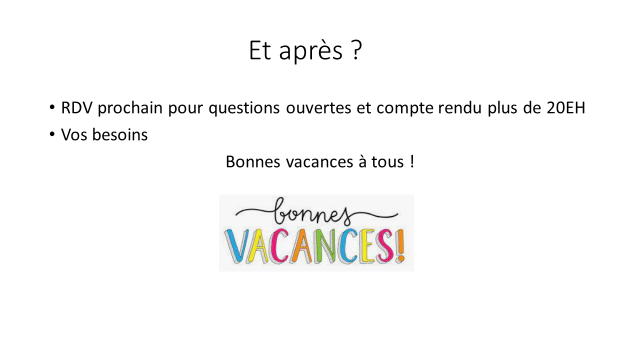 Et après ?
• RDV prochain pour questions ouvertes et compte rendu plus de 20EH
• Vos besoins
Bonnes vacances à tous !
bonnes
VACANCES!